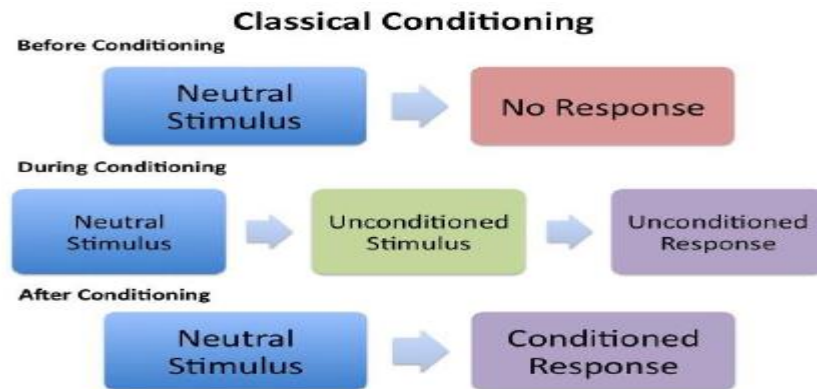 Classical Conditioning
Before Conditioning
Neutral
Stimulus
No Response
During Conditioning
Neutral
Stimulus
Unconditioned
Stimulus
Unconditioned
Response
After Conditioning
Neutral
Stimulus
Conditioned
Response